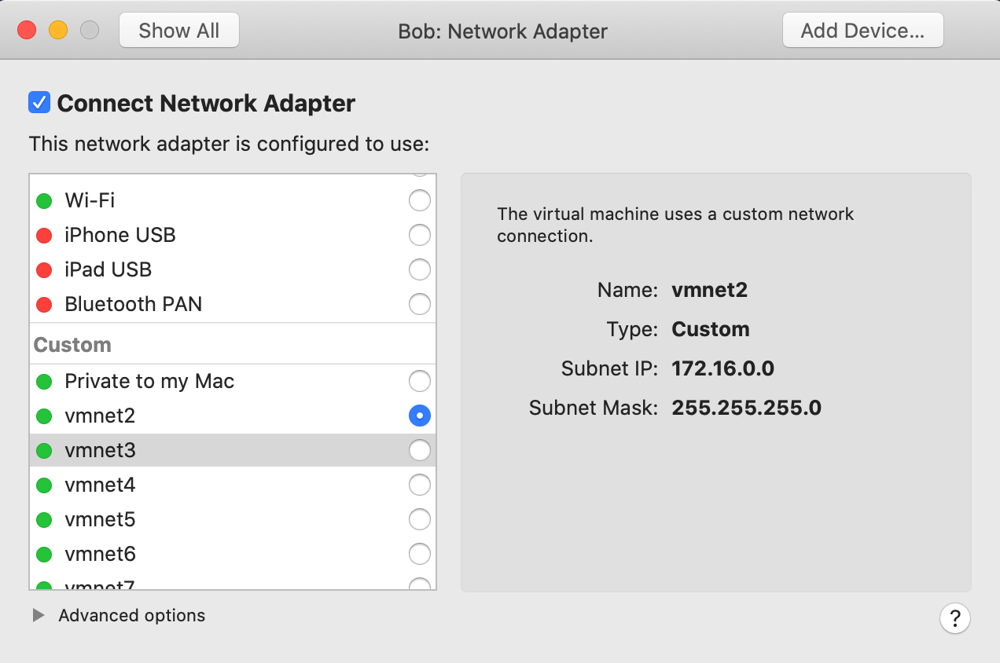 Show All
Bob: Network Adapter
Add Device...
Connect Network Adapter
This network adapter is configured to use:
Wi-Fi
iPhone USB
iPad USB
Bluetooth PAN
Custom
Private to my Mac
vmnet2
vmnet3
vmnet4
vmnet5
vmnet6
vmnet7
The virtual machine uses a custom network
connection.
Name: vmnet2
Type: Custom
Subnet IP: 172.16.0.0
Subnet Mask: 255.255.255.0
Advanced options
?